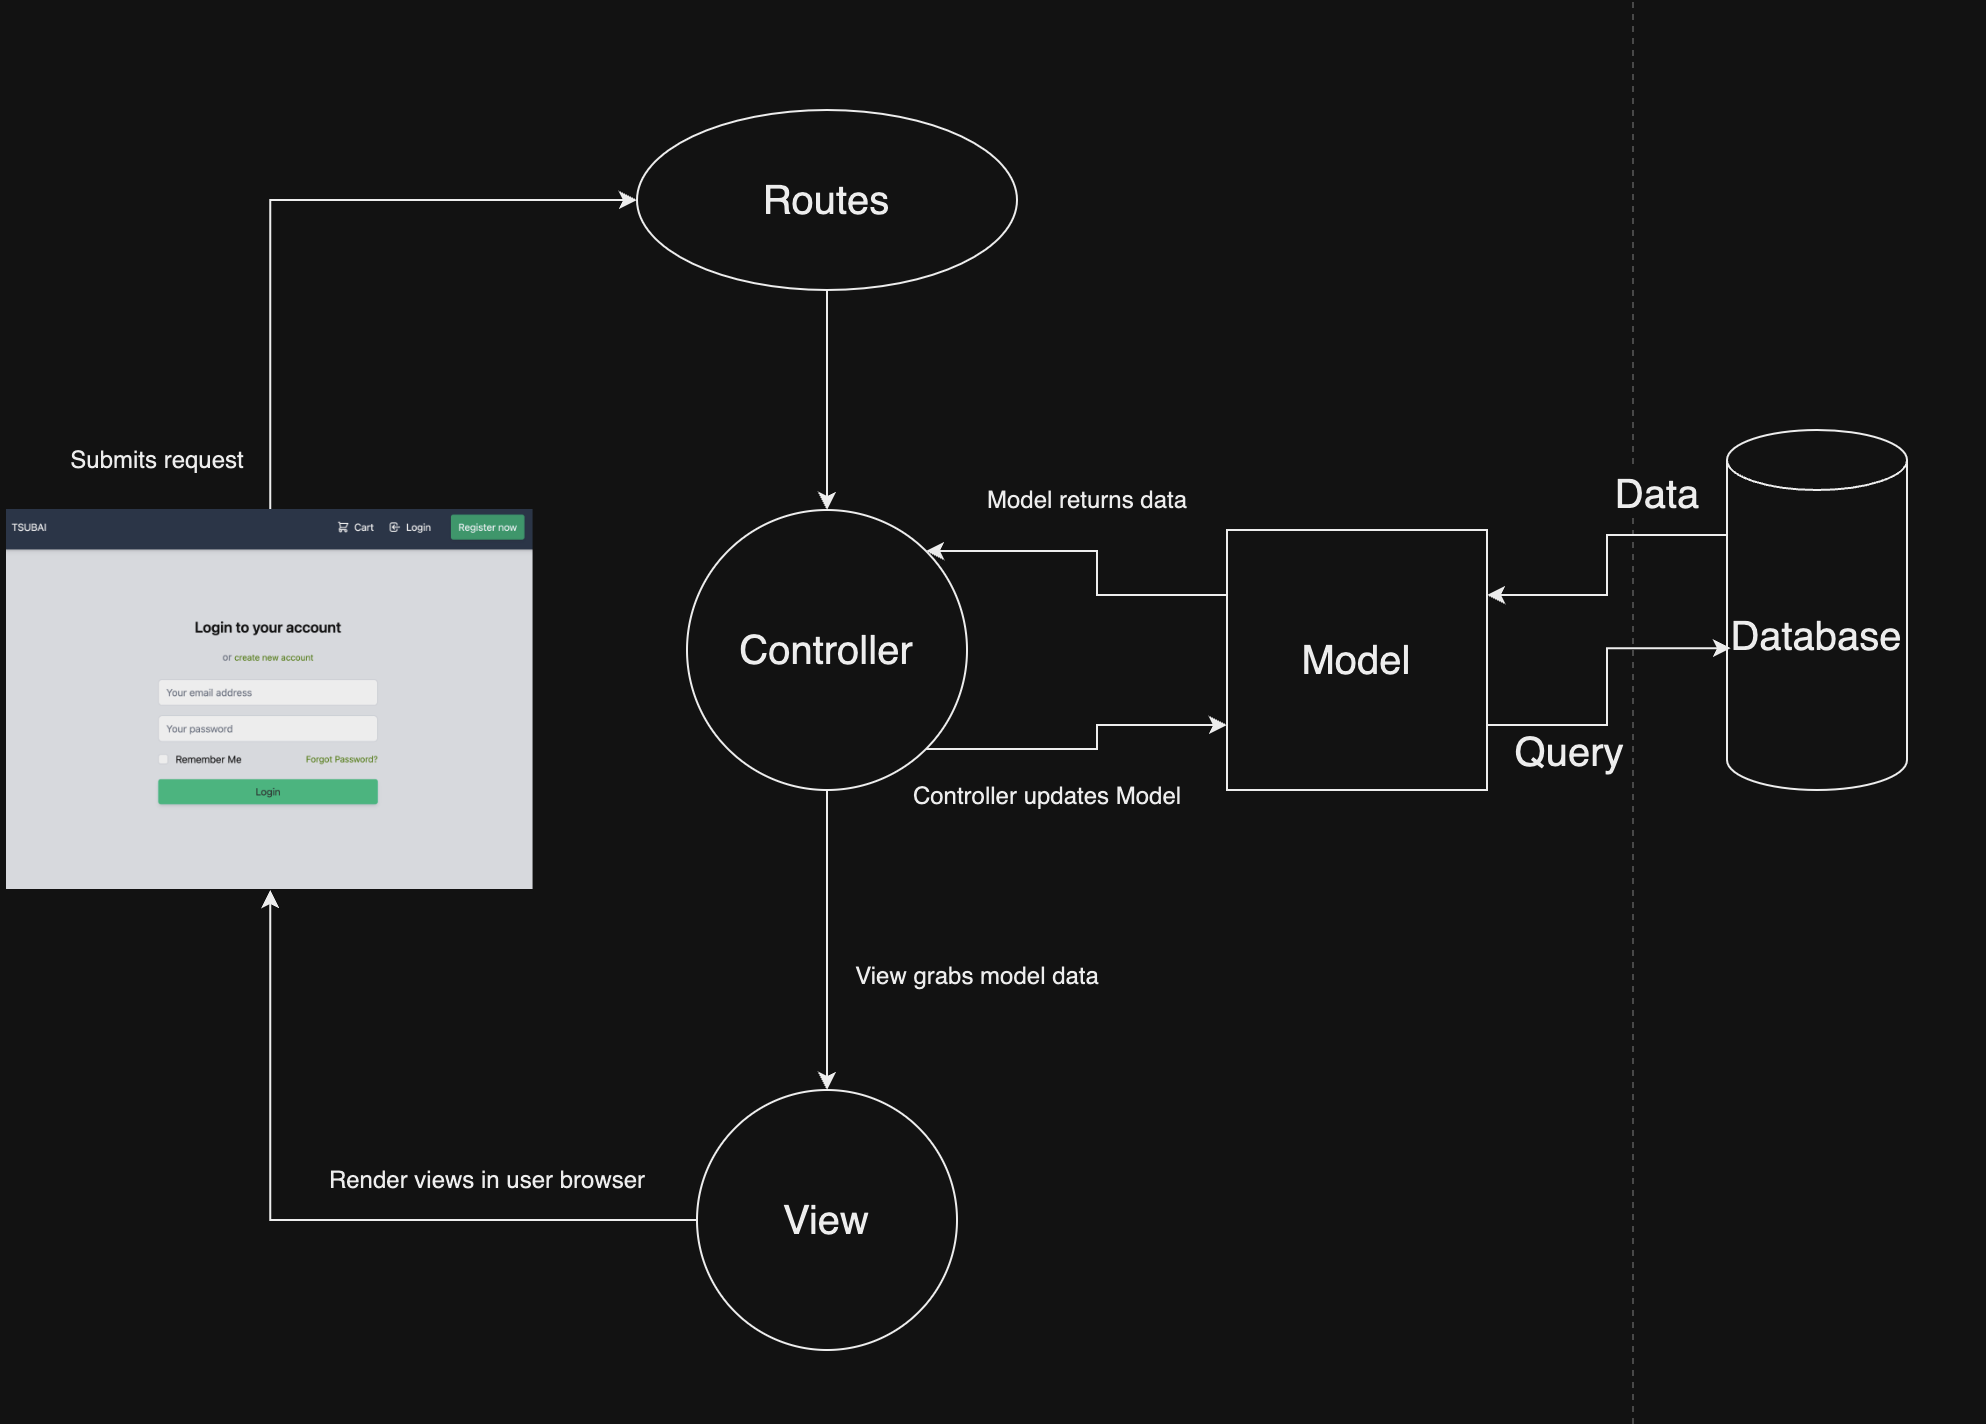 Routes
Submits request
TSUBAI
Cart
Login
Register now
Login to your account
or create new account
Your email address
Your password
Remember Me
Forgot Password?
Login
Model returns data
Controller
Controller updates Model
Model
Data
Query
Database
View grabs model data
Render views in user browser
View